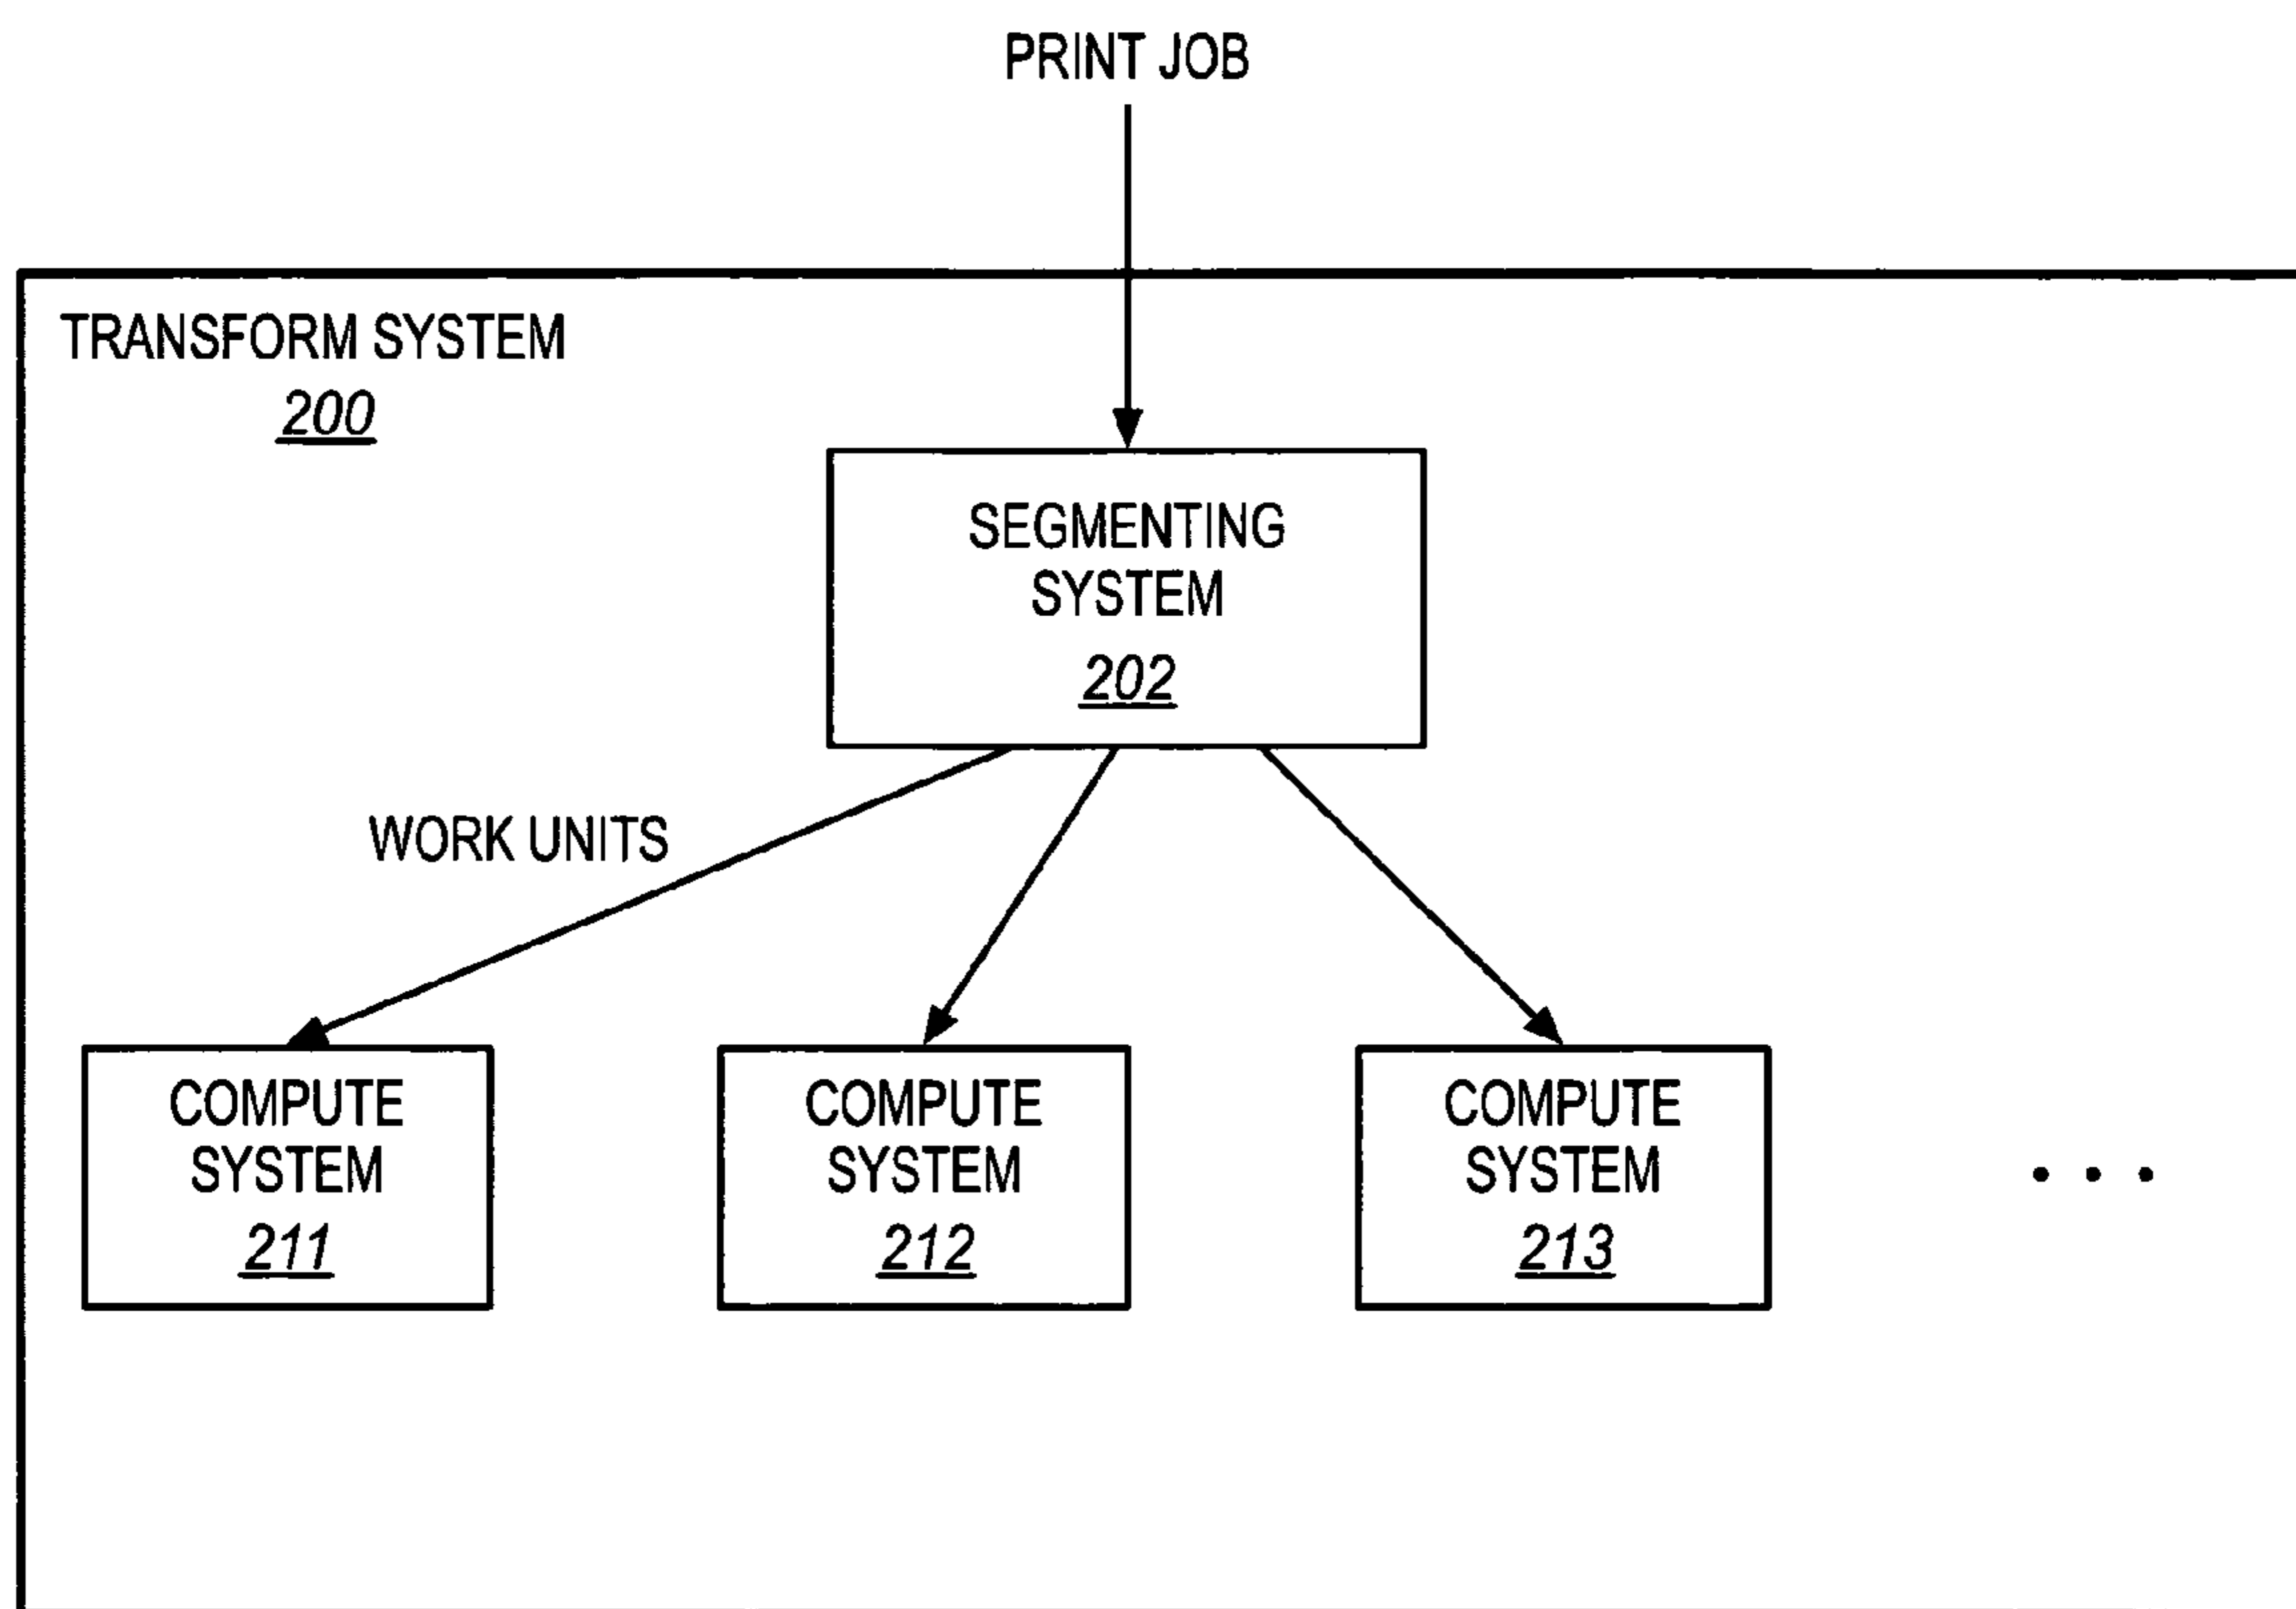 PRINT JOB
TRANSFORM SYSTEM
200
SEGMENTING
SYSTEM
202
WORK UNITS
COMPUTE
SYSTEM
211
COMPUTE
SYSTEM
212
COMPUTE
SYSTEM
213
. . .